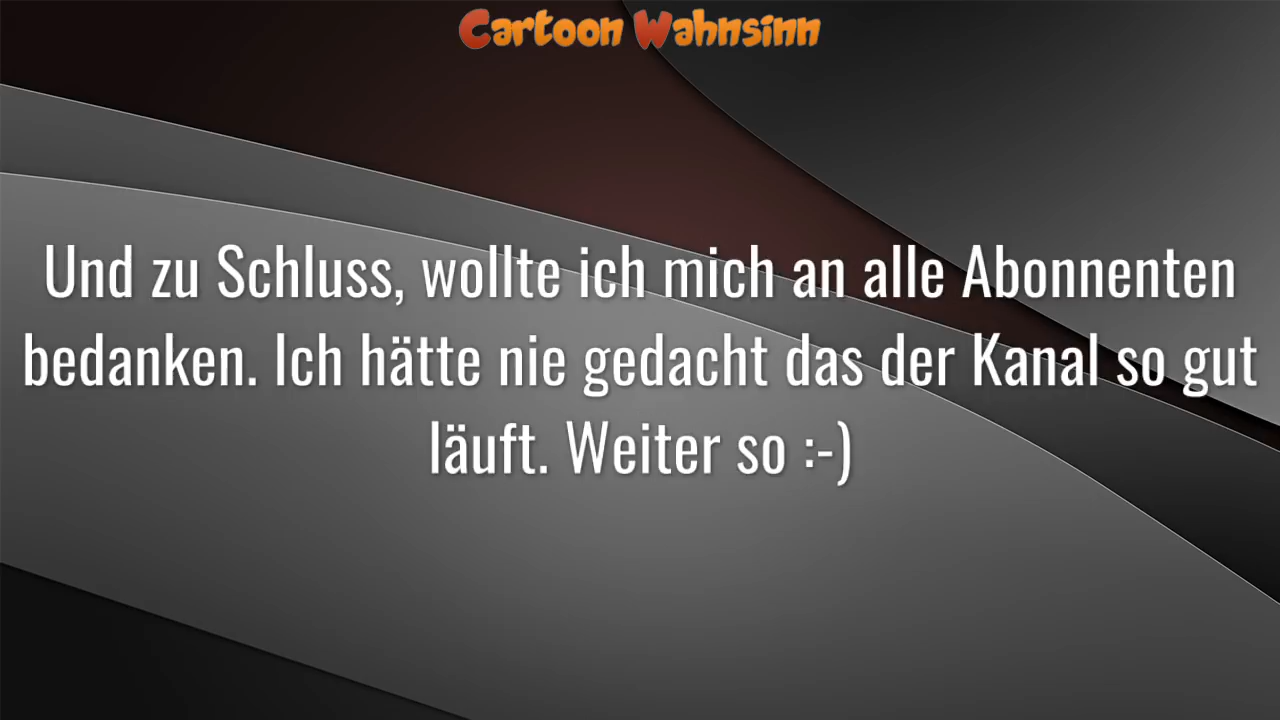 Cartoon Wahnsinn
Und zu Schluss, wollte ich mich an alle Abonnenten
bedanken. Ich hätte nie gedacht das der Kanal so gut
läuft. Weiter so :-)